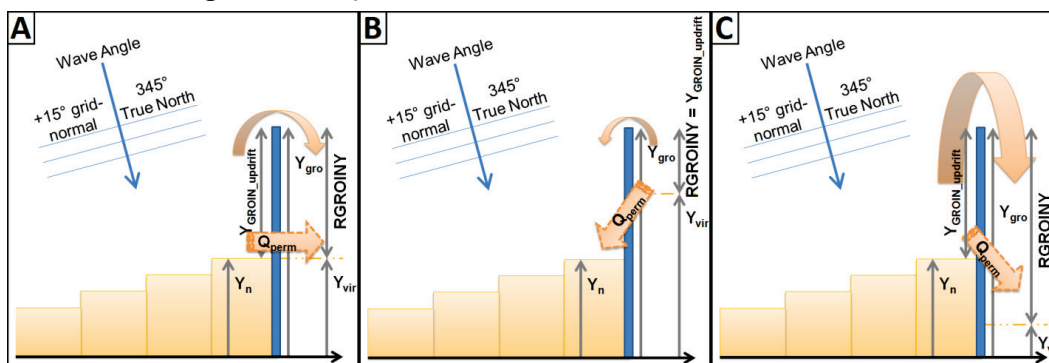 A
Wave Angle
+15° grid-
normal
345°
True North
Y_GROIN_updrift
Y_gro
RGROINY
Q_perm
Y_n
Y_vir
B
Wave Angle
+15° grid-
normal
345°
True North
RGROINY = Y_GROIN_updrift
Y_gro
Q_perm
Y_vir
Y_n
C
Wave Angle
+15° grid-
normal
345°
True North
Y_GROIN_updrift
Y_gro
RGROINY
Q_perm
Y_n